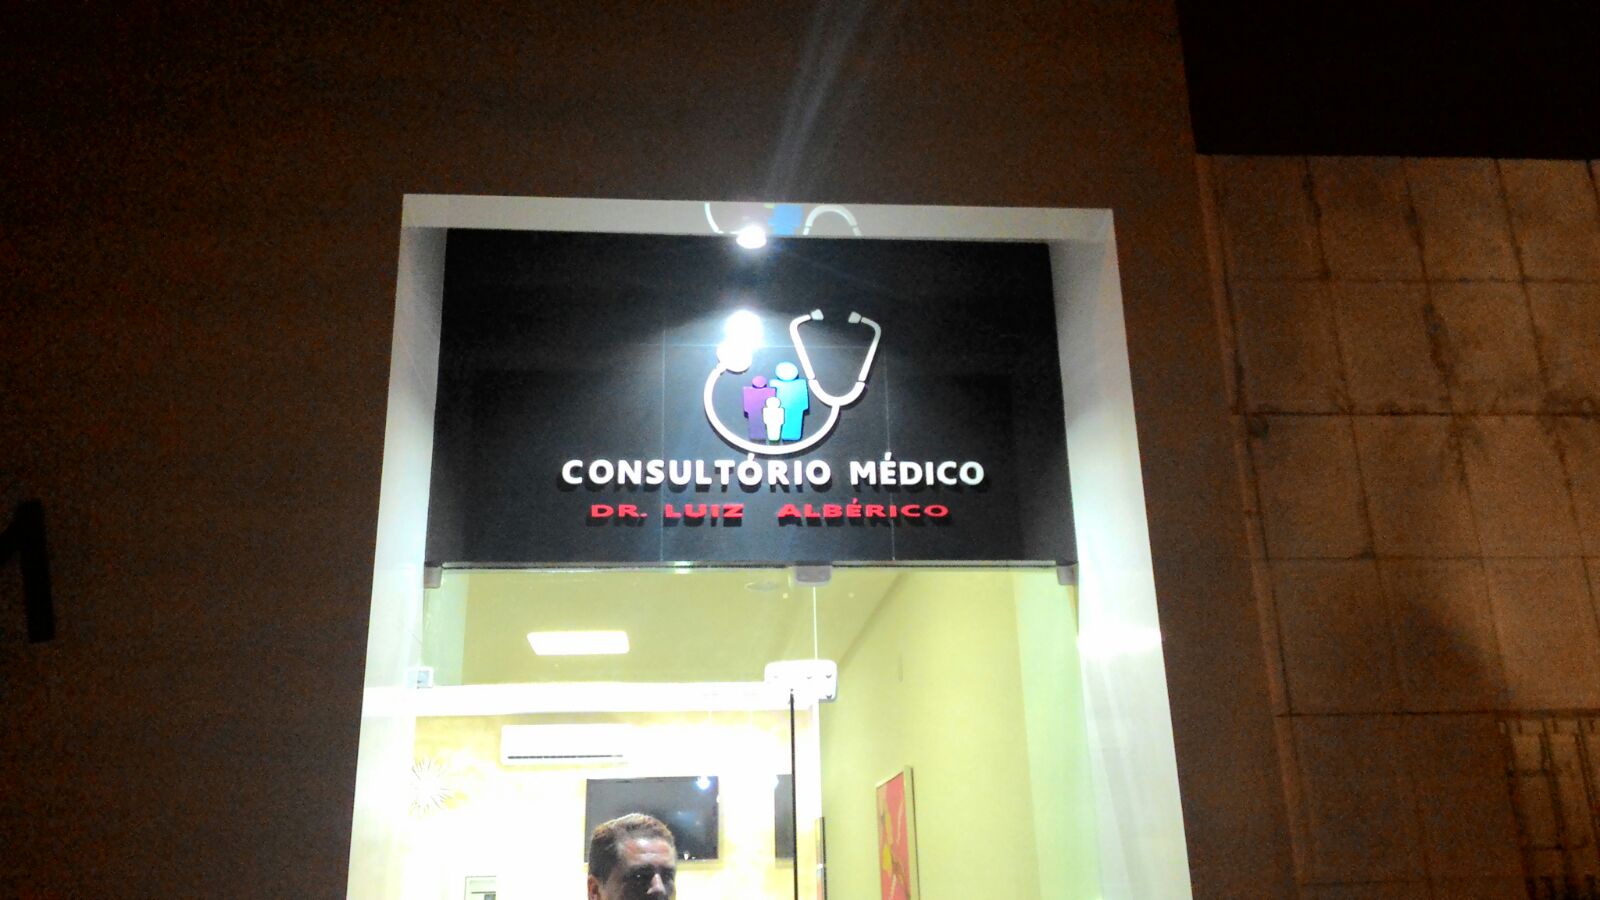 CONSULTÓRIO MÉDICO
DR. LUIZ ALBÉRICO